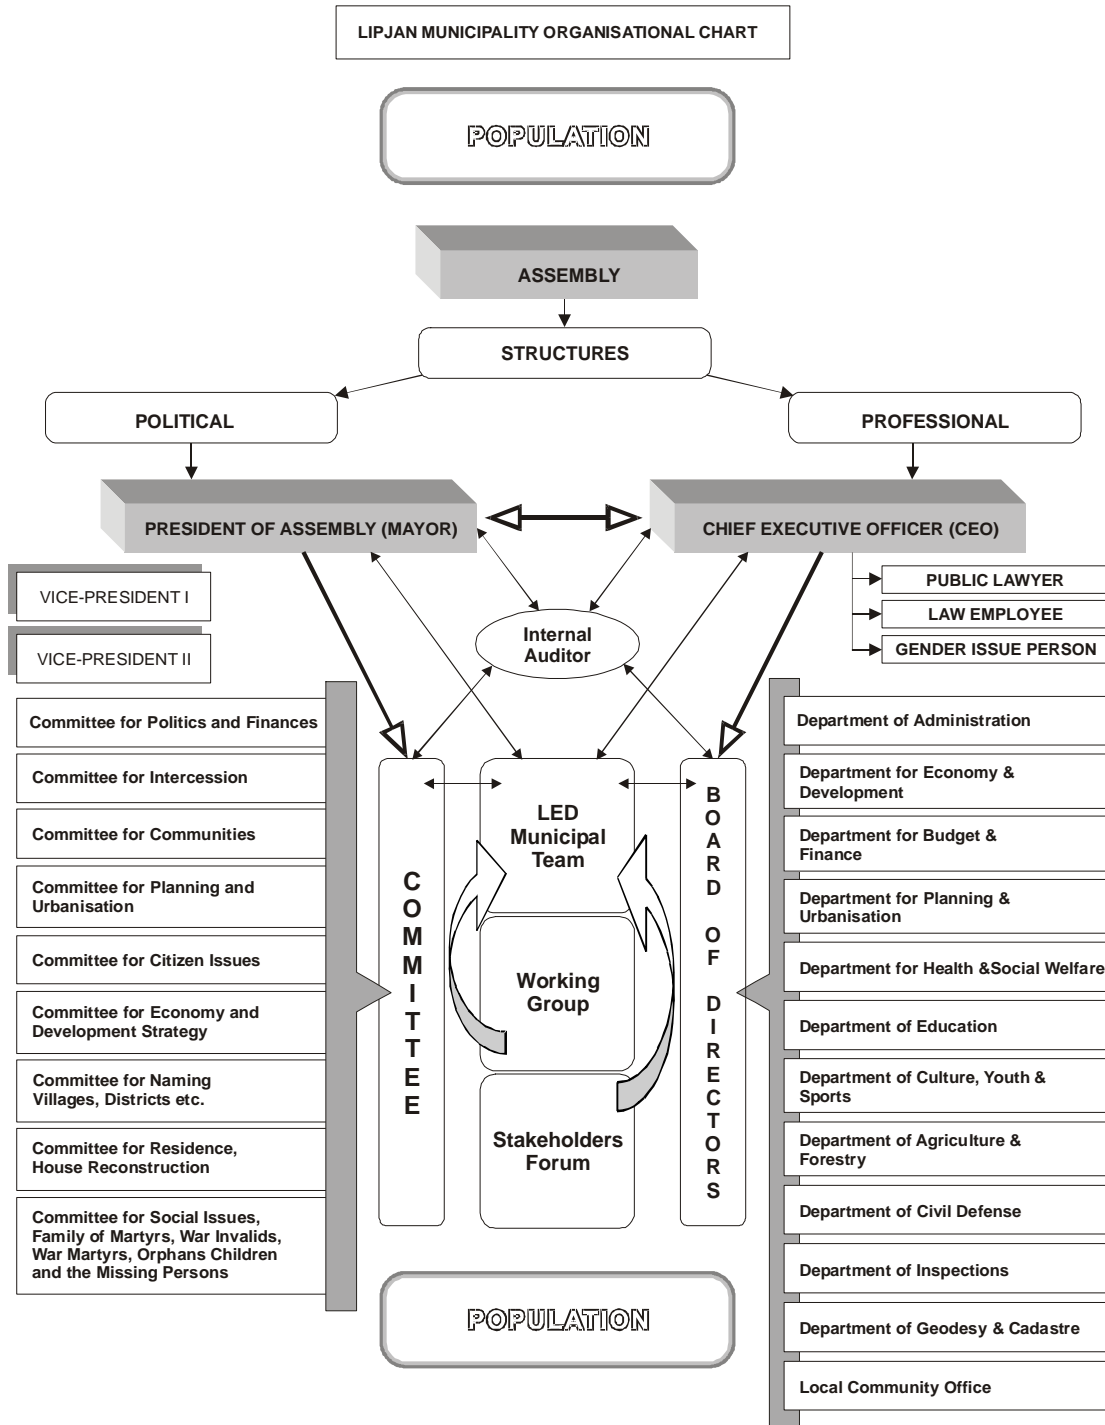 LIPJAN MUNICIPALITY ORGANISATIONAL CHART
POPULATION
ASSEMBLY
STRUCTURES
POLITICAL
PROFESSIONAL
PRESIDENT OF ASSEMBLY (MAYOR)
CHIEF EXECUTIVE OFFICER (CEO)
VICE-PRESIDENT I
VICE-PRESIDENT II
PUBLIC LAWYER
LAW EMPLOYEE
GENDER ISSUE PERSON
Internal
Auditor
Committee for Politics and Finances
Committee for Intercession
Committee for Communities
Committee for Planning and
Urbanisation
Committee for Citizen Issues
Committee for Economy and
Development Strategy
Committee for Naming
Villages, Districts etc.
Committee for Residence,
House Reconstruction
Committee for Social Issues,
Family of Martyrs, War Invalids,
War Martyrs, Orphans Children
and the Missing Persons
COMMITTEE
LED
Municipal
Team
Working
Group
Stakeholders
Forum
BOARD OF DIRECTORS
Department of Administration
Department for Economy &
Development
Department for Budget &
Finance
Department for Planning &
Urbanisation
Department for Health &Social Welfare
Department of Education
Department of Culture, Youth &
Sports
Department of Agriculture &
Forestry
Department of Civil Defense
Department of Inspections
Department of Geodesy & Cadastre
Local Community Office
POPULATION